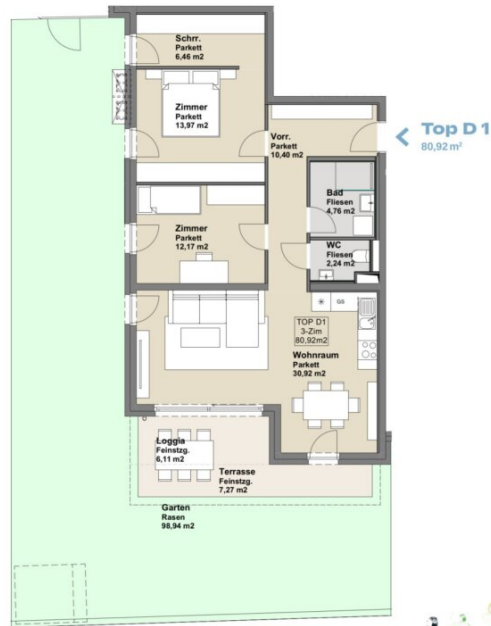 Schrr.
Parkett
6,46 m2
Zimmer
Parkett
13,97 m2
Vorr.
Parkett
10,40 m2
Top D 1
80,92 m²
Bad
Fliesen
4,76 m2
Zimmer
Parkett
12,17 m2
WC
Fliesen
2,24 m2
GS
TOP D1
3-Zim
80,92m2
Wohnraum
Parkett
30,92 m2
Loggia
Feinstzg.
6,11 m2
Terrasse
Feinstzg.
7,27 m2
Garten
Rasen
98,94 m2